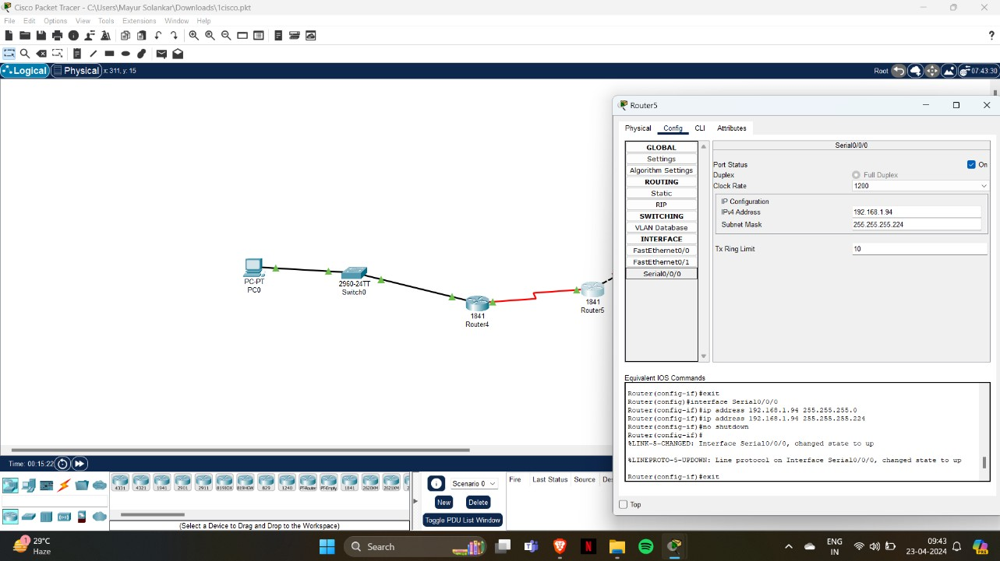 Cisco Packet Tracer - C:\Users\Mayur Solankar\Downloads\1cisco.pkt
File Edit Options View Tools Extensions Window Help
?
Logical Physical x: 311, y: 15
Root 07:43:30
Router5
Physical Config CLI Attributes
GLOBAL
Settings
Algorithm Settings
ROUTING
Static
RIP
SWITCHING
VLAN Database
INTERFACE
FastEthernet0/0
FastEthernet0/1
Serial0/0/0
Serial0/0/0
Port Status On
Duplex Full Duplex
Clock Rate 1200
IP Configuration
IPv4 Address 192.168.1.94
Subnet Mask 255.255.255.224
Tx Ring Limit 10
PC-PT
PC0
2960-24TT
Switch0
1841
Router4
1841
Router5
Equivalent IOS Commands
Router(config-if)#exit
Router(config)#interface Serial0/0/0
Router(config-if)#ip address 192.168.1.94 255.255.255.0
Router(config-if)#ip address 192.168.1.94 255.255.255.224
Router(config-if)#no shutdown
Router(config-if)#
%LINK-5-CHANGED: Interface Serial0/0/0, changed state to up
%LINEPROTO-5-UPDOWN: Line protocol on Interface Serial0/0/0, changed state to up
Router(config-if)#exit
Top
Time: 00:15:22
4331 4321 1941 2901 2911 819IOX 819HGW 829 1240 PT-Router PT-Empty 1841 2620XM 2621XM
(Select a Device to Drag and Drop to the Workspace)
Scenario 0
New Delete
Toggle PDU List Window
Fire Last Status Source Des
29°C
Haze
1
Search
ENG
IN
09:43
23-04-2024
PRE